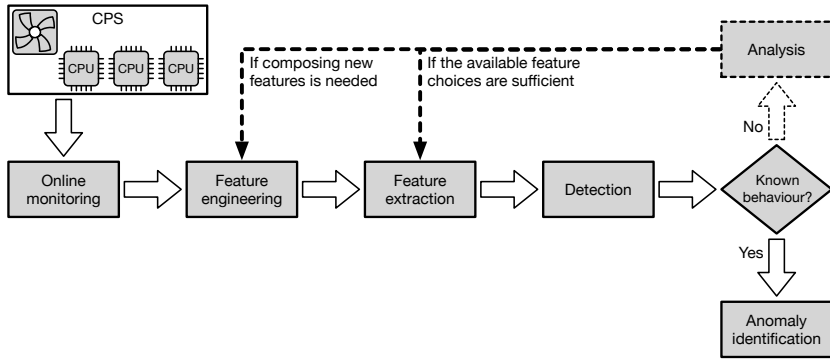 CPS
CPU CPU CPU
If composing new
features is needed
If the available feature
choices are sufficient
Analysis
No
Online
monitoring
Feature
engineering
Feature
extraction
Detection
Known
behaviour?
Yes
Anomaly
identification